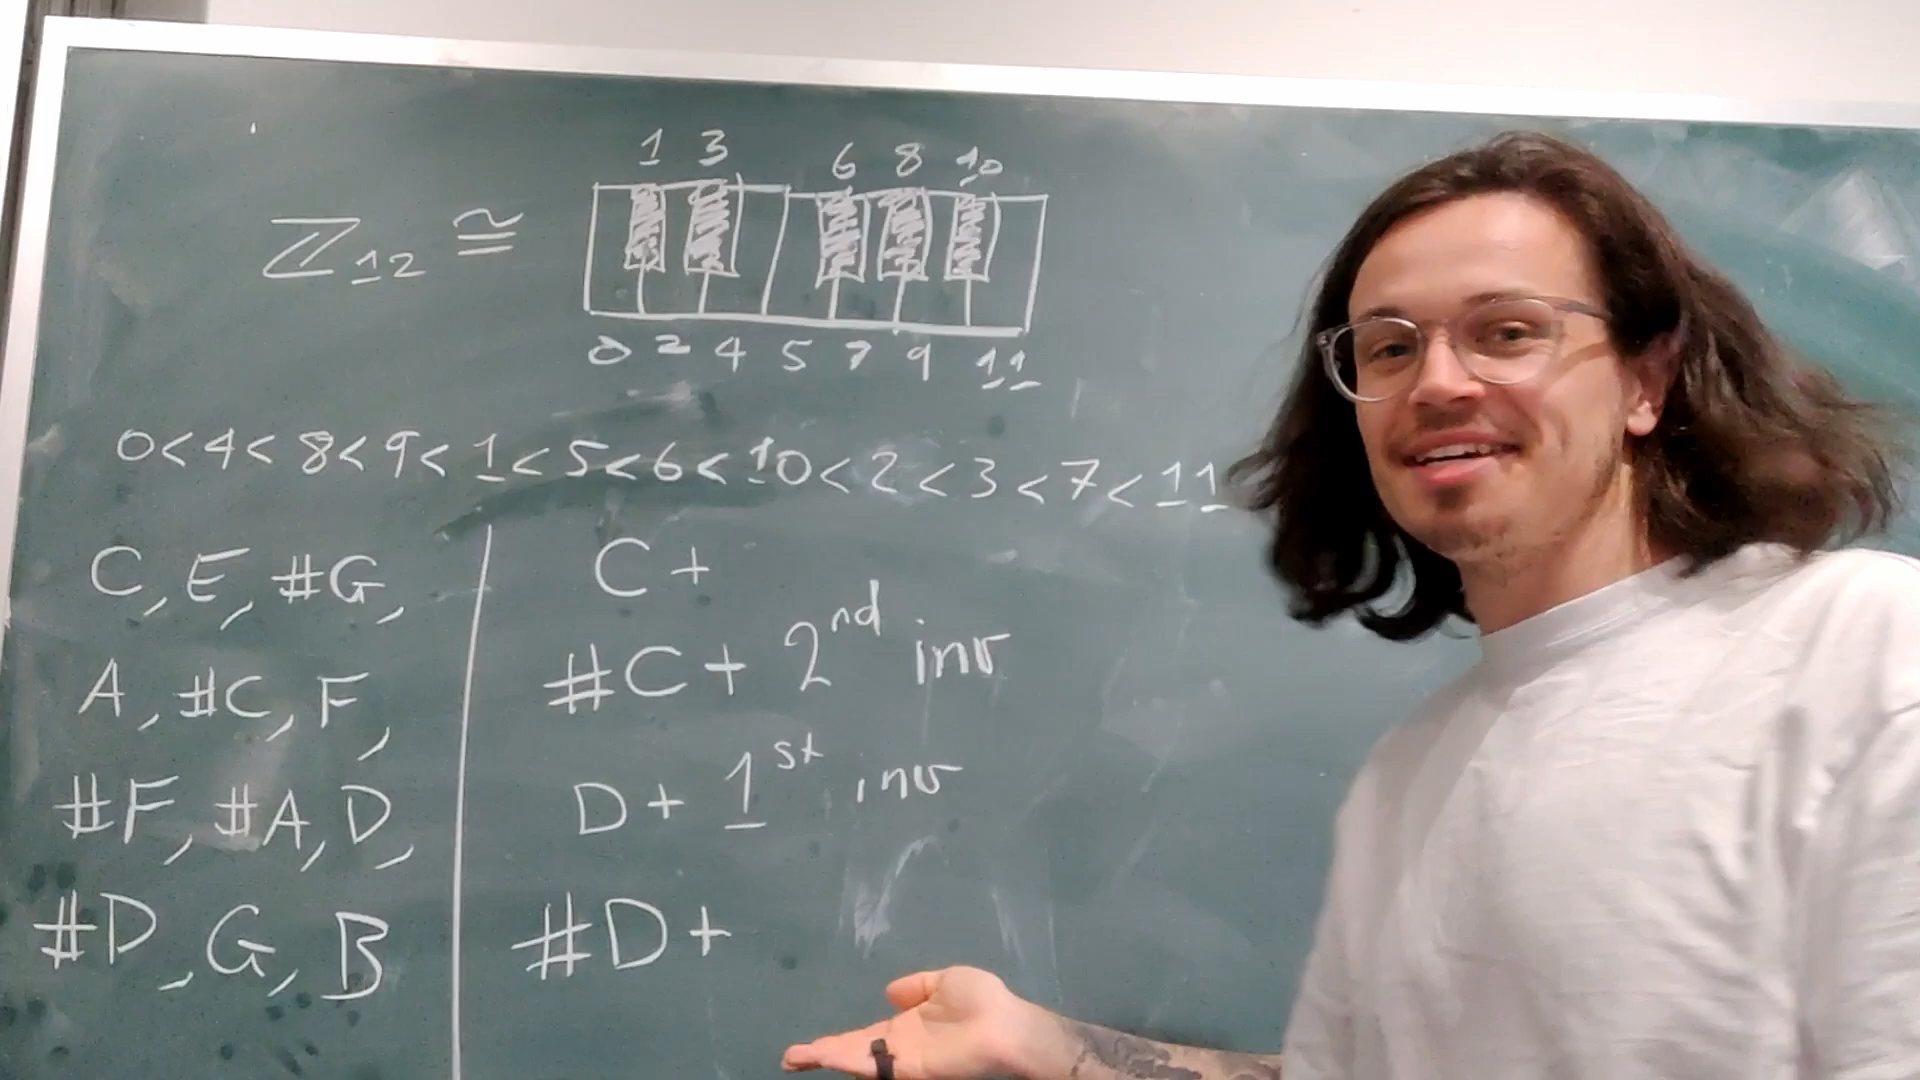 1 3 6 8 10
ℤ₁₂ ≅
0 2 4 5 7 9 11
0<4<8<9<1<5<6<10<2<3<7<11
C, E, #G,
A, #C, F,
#F, #A, D,
#D, G, B
C+
#C+ 2nd inv
D+ 1st inv
#D+